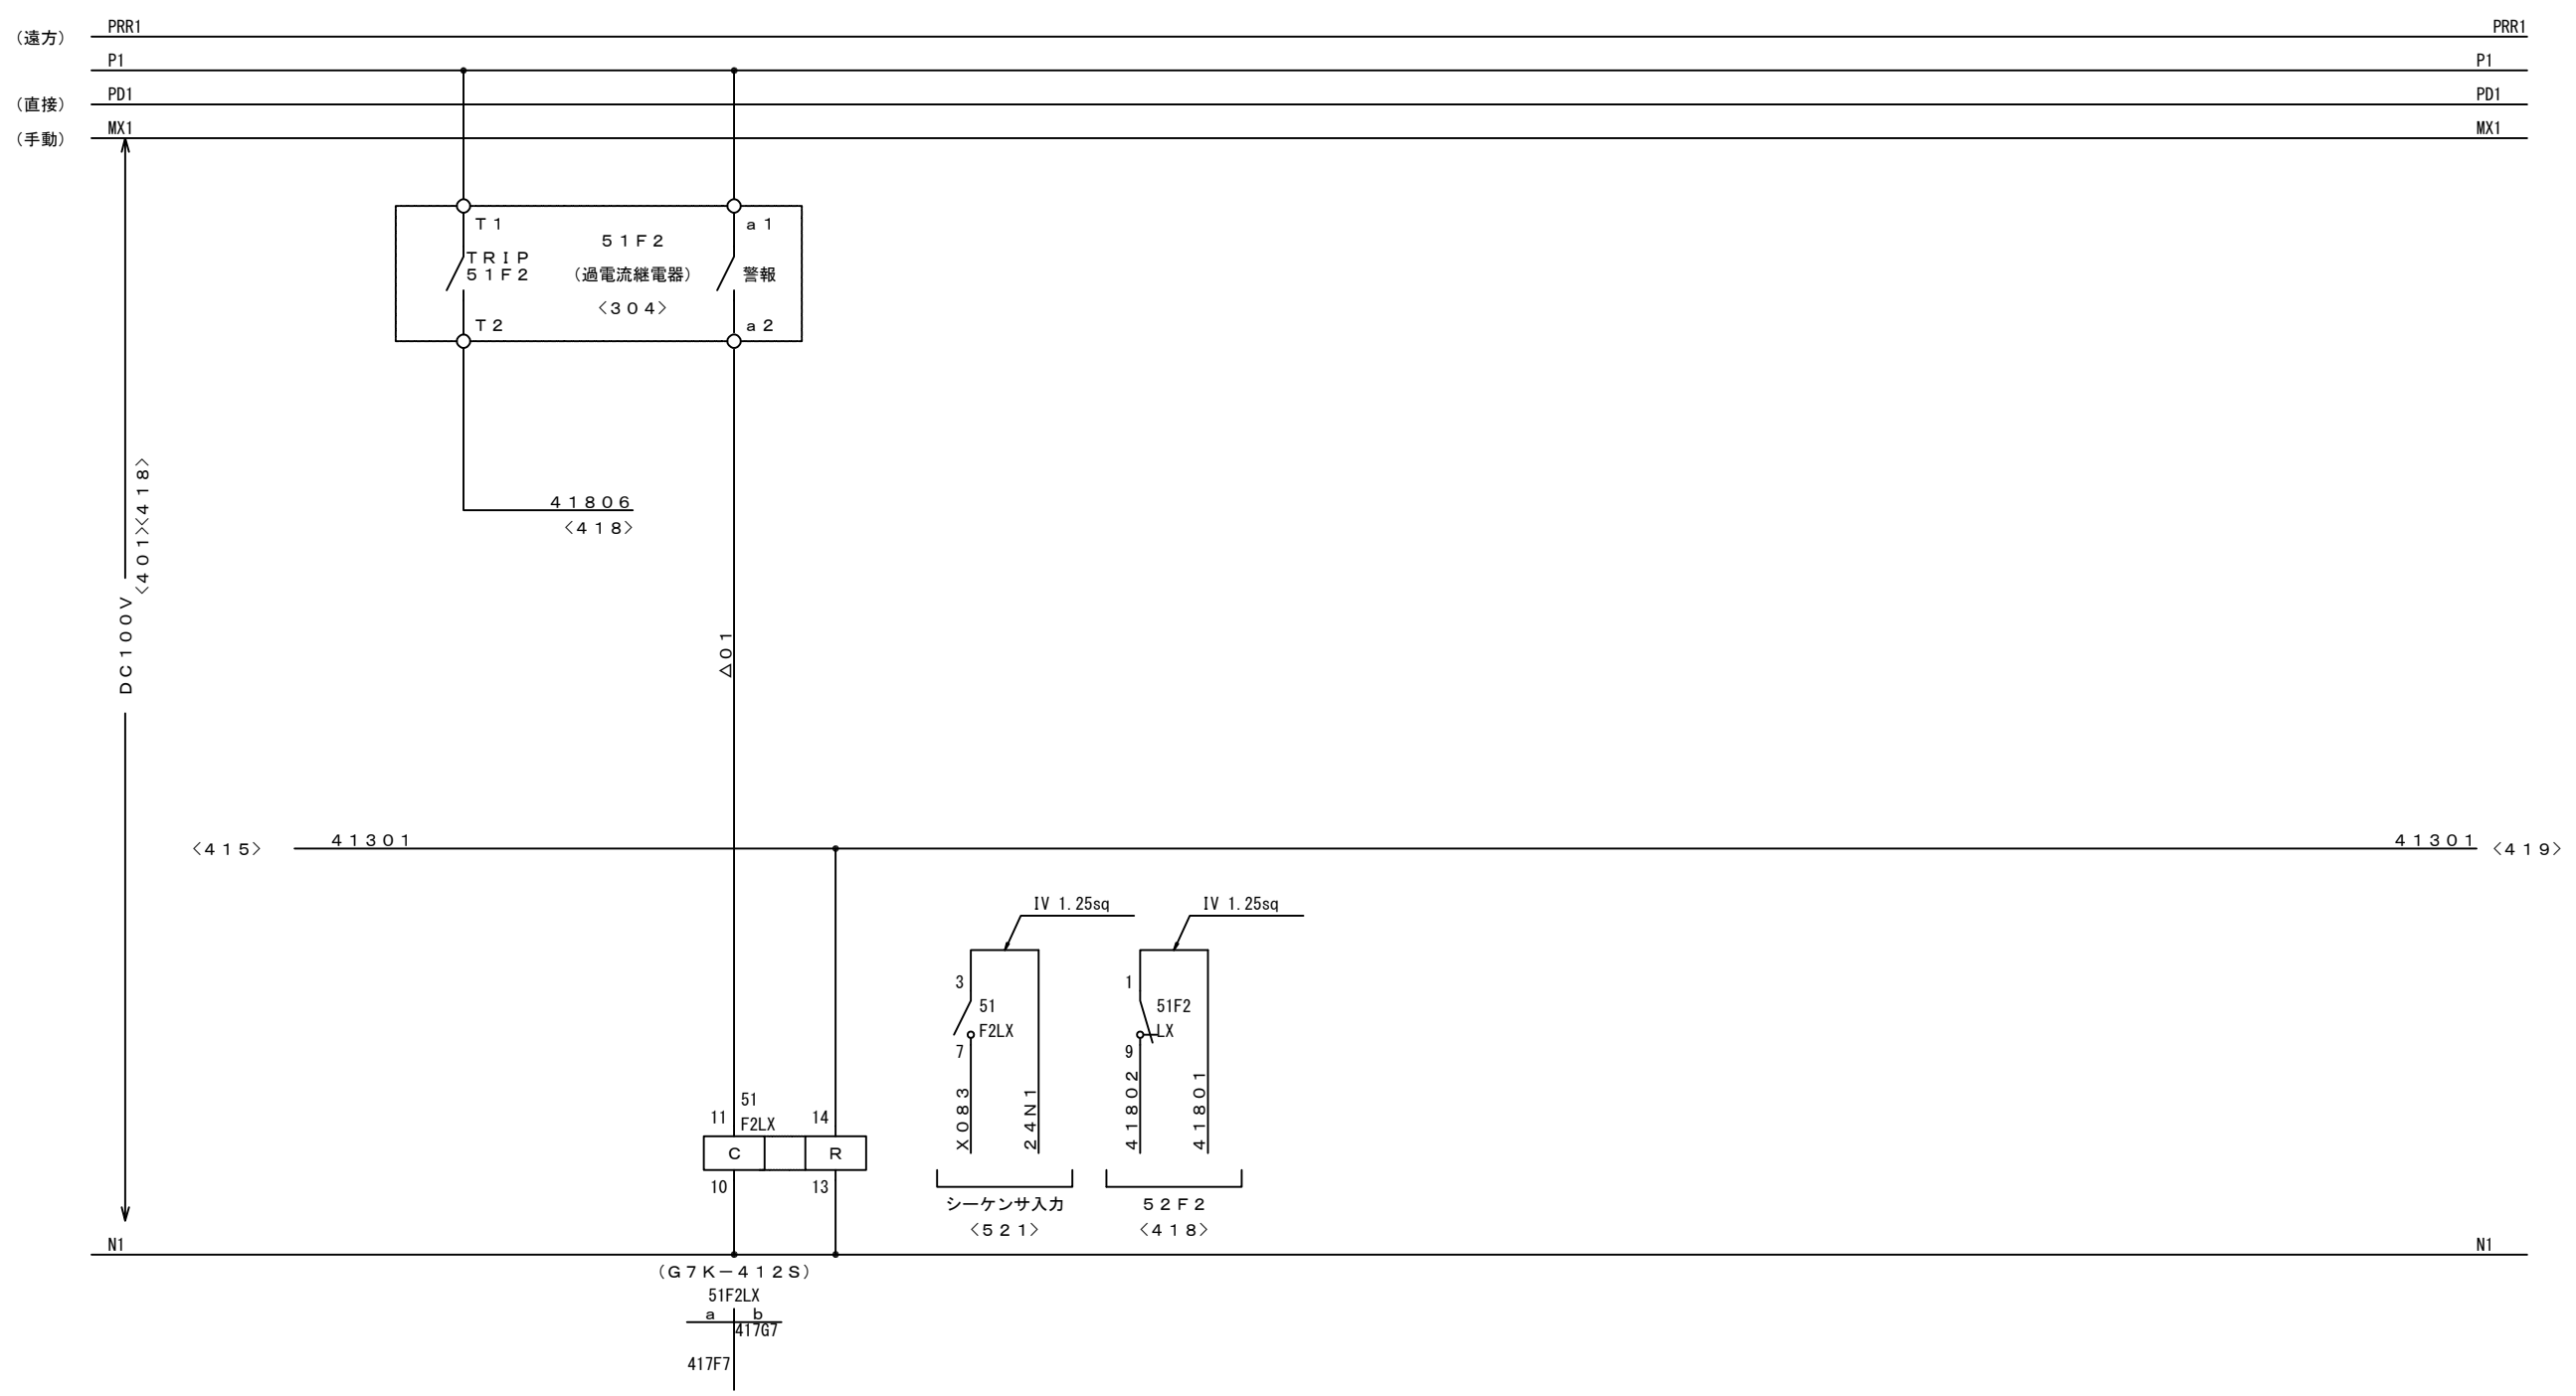 PRR1
PRR1
（遠方）
P1
P1
（直接）
PD1
PD1
（手動）
MX1
MX1
Ｔ１
ａ１
５１Ｆ２
ＴＲＩＰ
５１Ｆ２
（過電流継電器）
警報
〈３０４〉
Ｔ２
ａ２
〈４０１〉〈４１８〉
４１８０６
〈４１８〉
ＤＣ１００Ｖ
△０１
〈４１５〉
４１３０１
４１３０１
〈４１９〉
IV 1.25sq
IV 1.25sq
3
51
F2LX
7
1
51F2
LX
9
Ｘ０８３
２４Ｎ１
４１８０２
４１８０１
51
F2LX
11
14
Ｃ
Ｒ
10
13
シーケンサ入力
〈５２１〉
５２Ｆ２
〈４１８〉
N1
N1
（Ｇ７Ｋ－４１２Ｓ）
51F2LX
ａ
ｂ
417G7
417F7